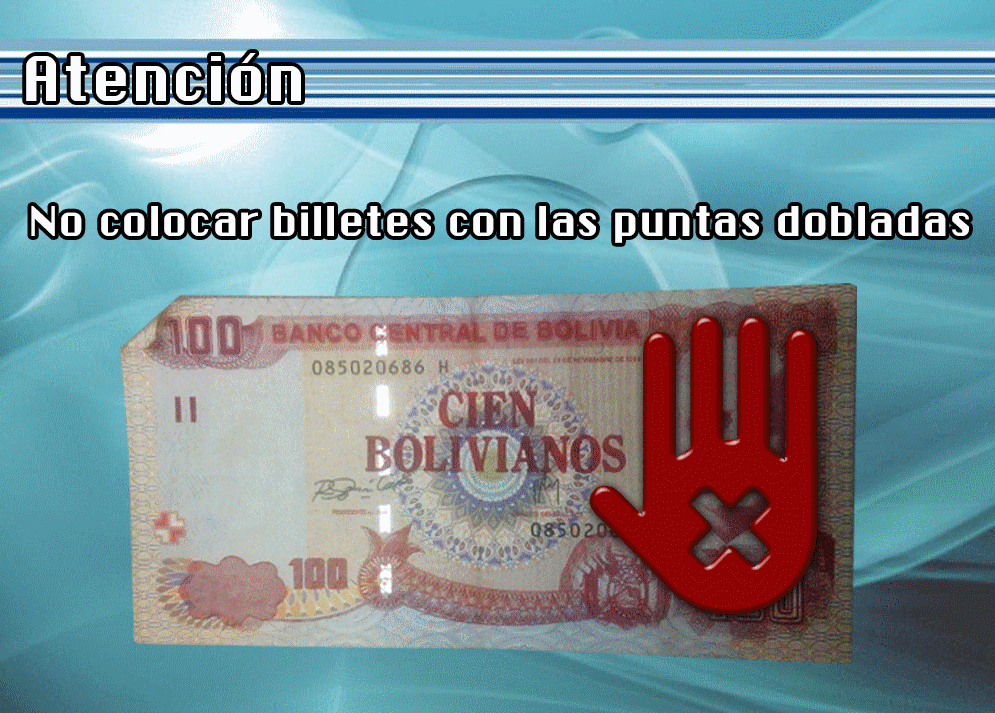 Atención
No colocar billetes con las puntas dobladas
100 BANCO CENTRAL DE BOLIVIA
085020686 H
CIEN
BOLIVIANOS
100